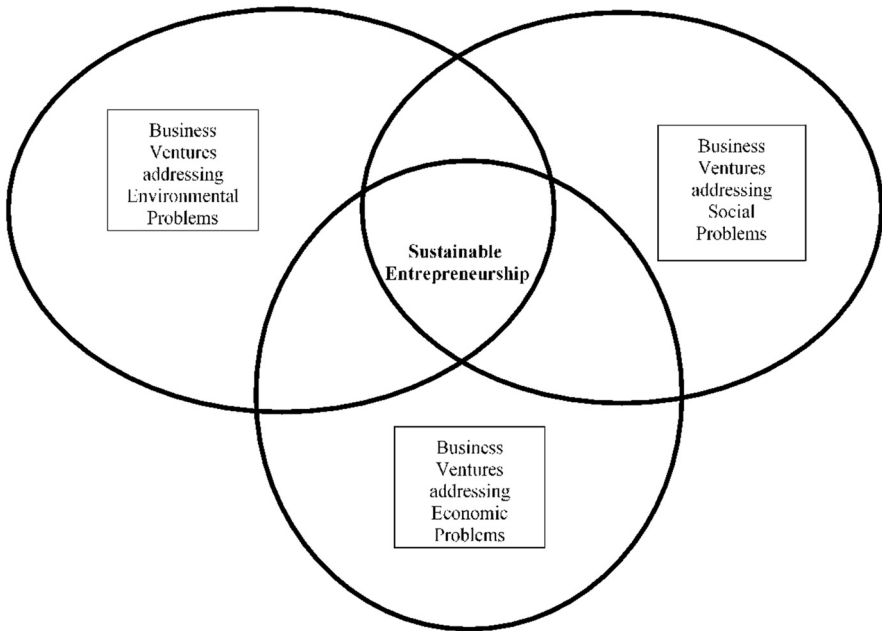 Business
Ventures
addressing
Environmental
Problems
Business
Ventures
addressing
Social
Problems
Sustainable
Entrepreneurship
Business
Ventures
addressing
Economic
Problems